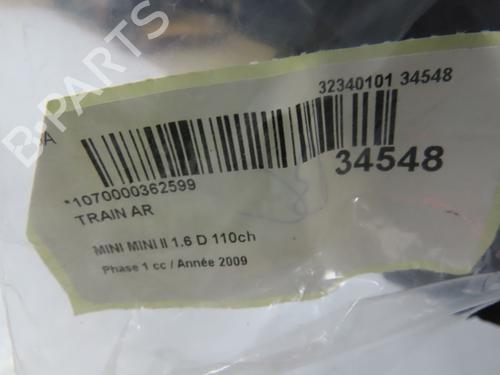 32340101 34548
34548
*1070000362599
TRAIN AR
MINI MINI II 1.6 D 110ch
Phase 1 cc / Année 2009
B-PARTS